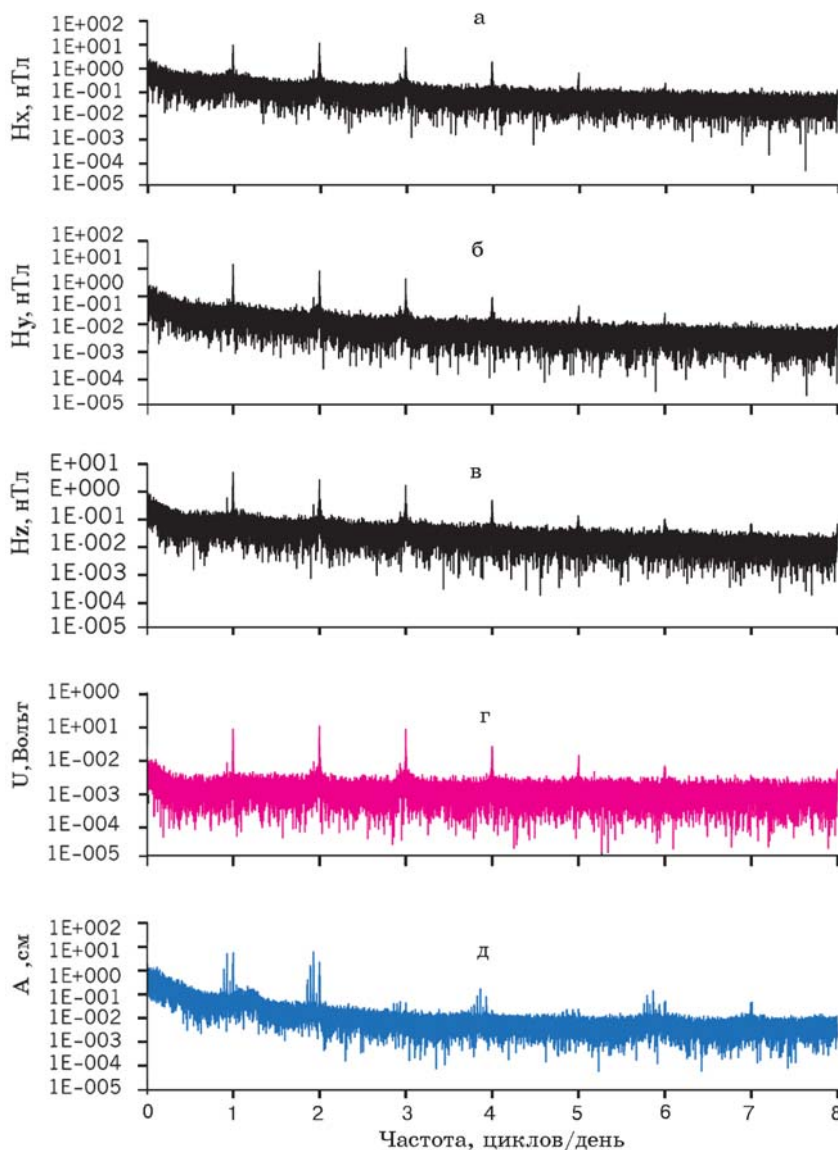 а
Hx, нТл
1E+002
1E+001
1E+000
1E-001
1E-002
1E-003
1E-004
1E-005
б
Hy, нТл
1E+002
1E+001
1E+000
1E-001
1E-002
1E-003
1E-004
1E-005
в
Hz, нТл
E+001
E+000
1E-001
1E-002
1E-003
1E-004
1E-005
г
U,Вольт
1E+000
1E+001
1E-002
1E-003
1E-004
1E-005
д
A ,см
1E+002
1E+001
1E+000
1E-001
1E-002
1E-003
1E-004
1E-005
0 1 2 3 4 5 6 7 8
Частота, циклов/день